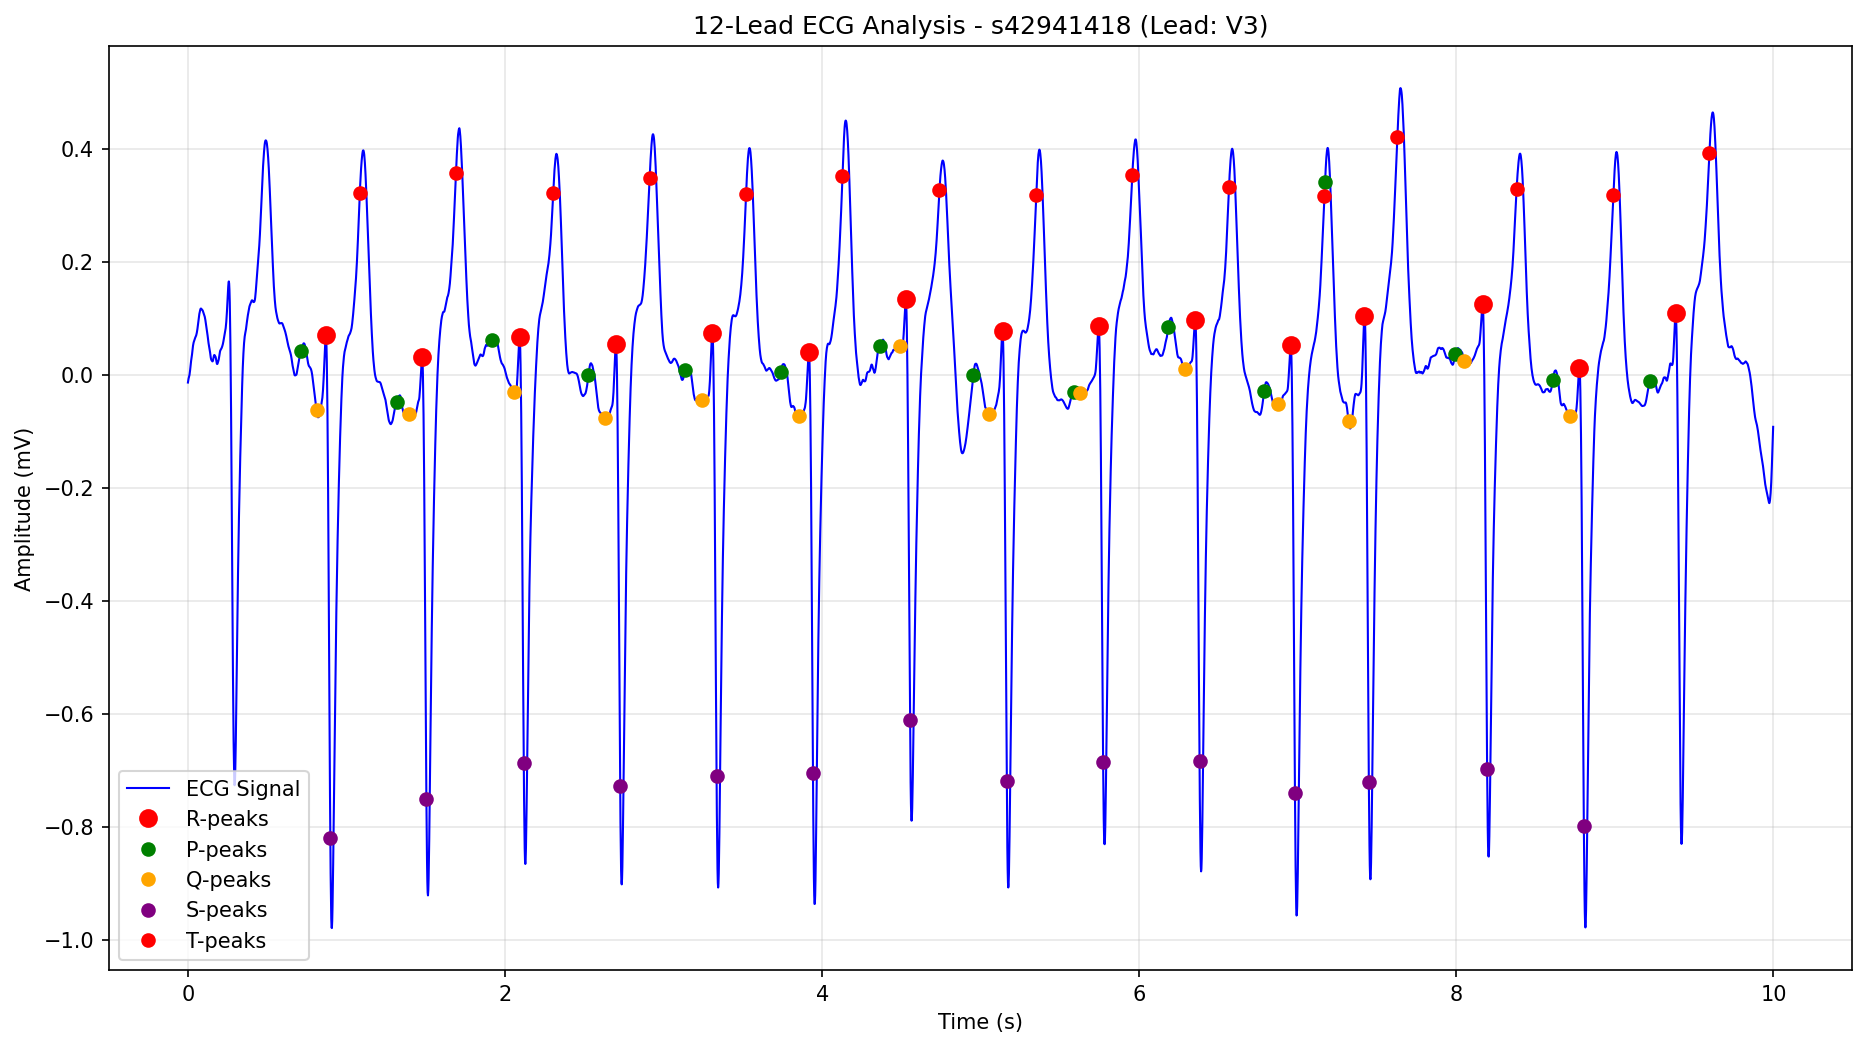 12-Lead ECG Analysis - s42941418 (Lead: V3)
Amplitude (mV)
0.4
0.2
0.0
−0.2
−0.4
−0.6
−0.8
−1.0
ECG Signal
R-peaks
P-peaks
Q-peaks
S-peaks
T-peaks
0 2 4 6 8 10
Time (s)